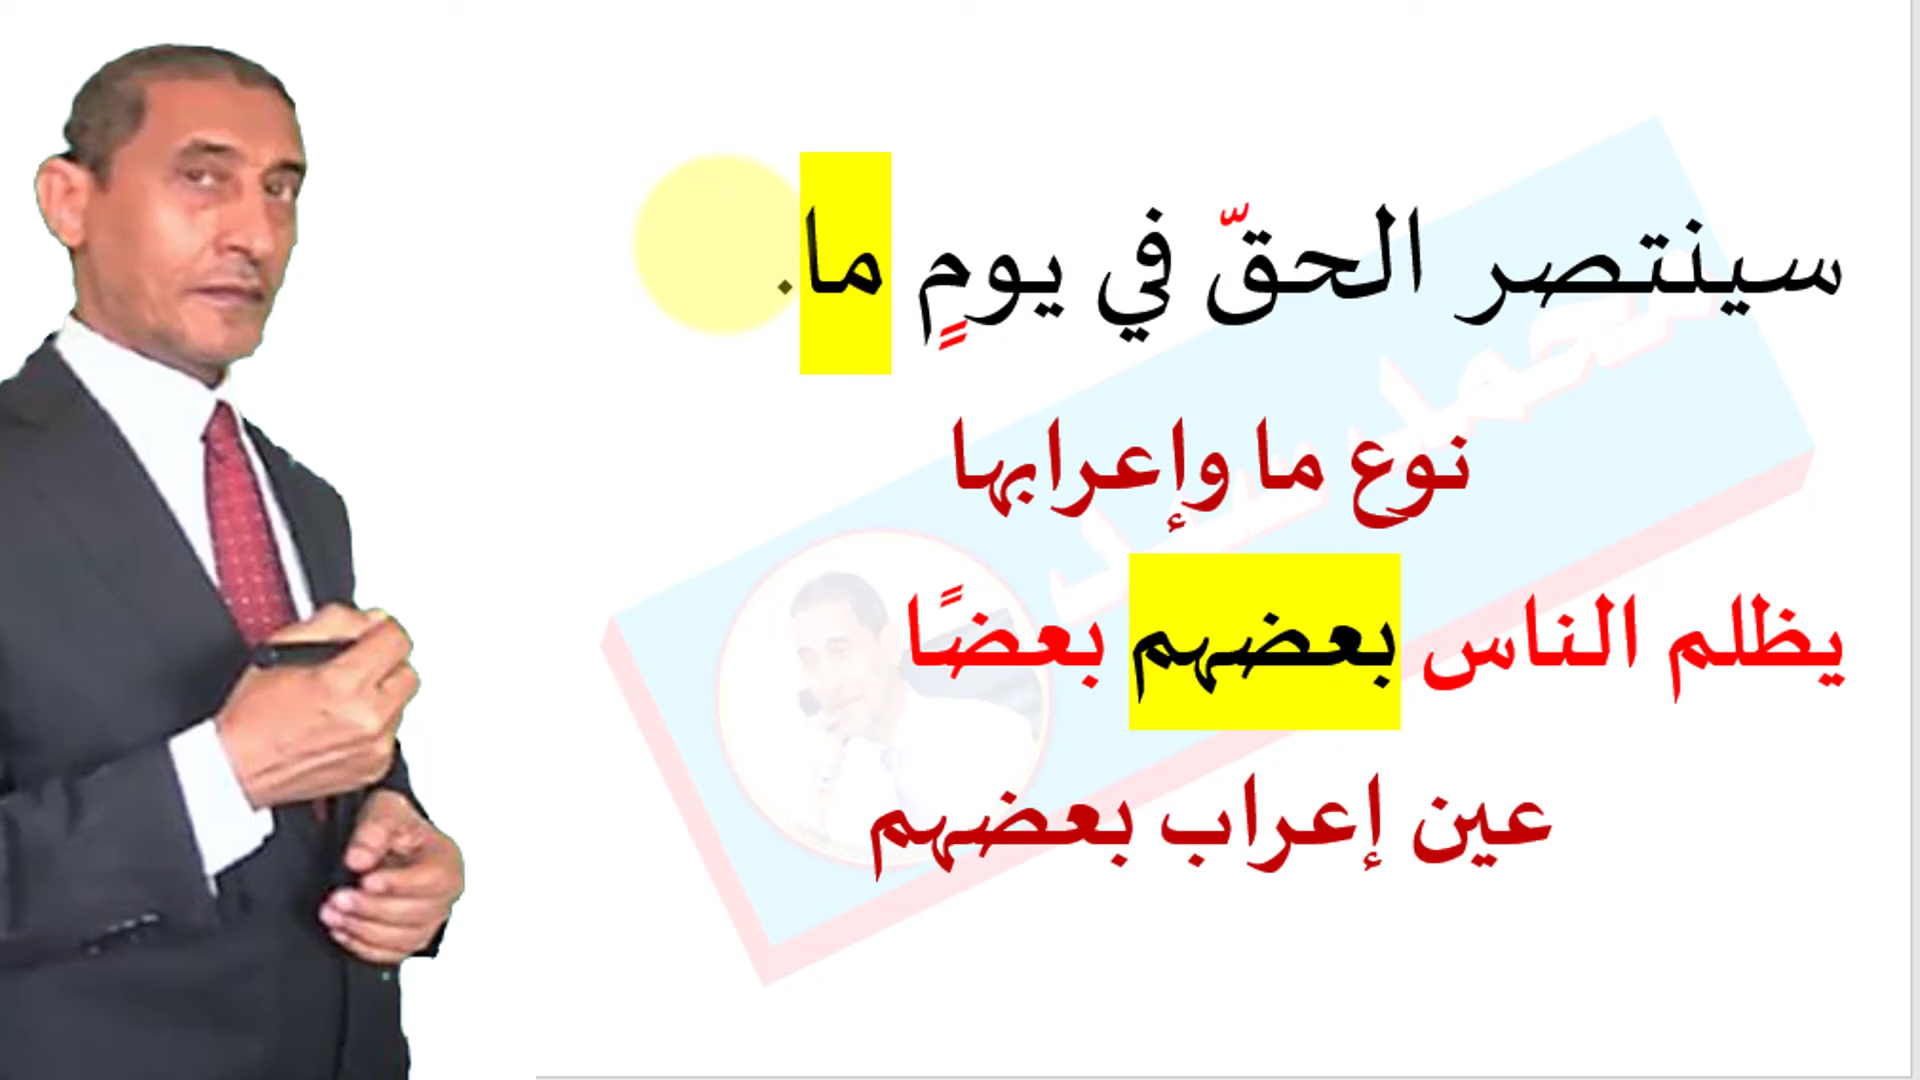 سينتصر الحقّ في يومٍ ما.
نوع ما وإعرابها
يظلم الناس بعضهم بعضًا
عين إعراب بعضهم